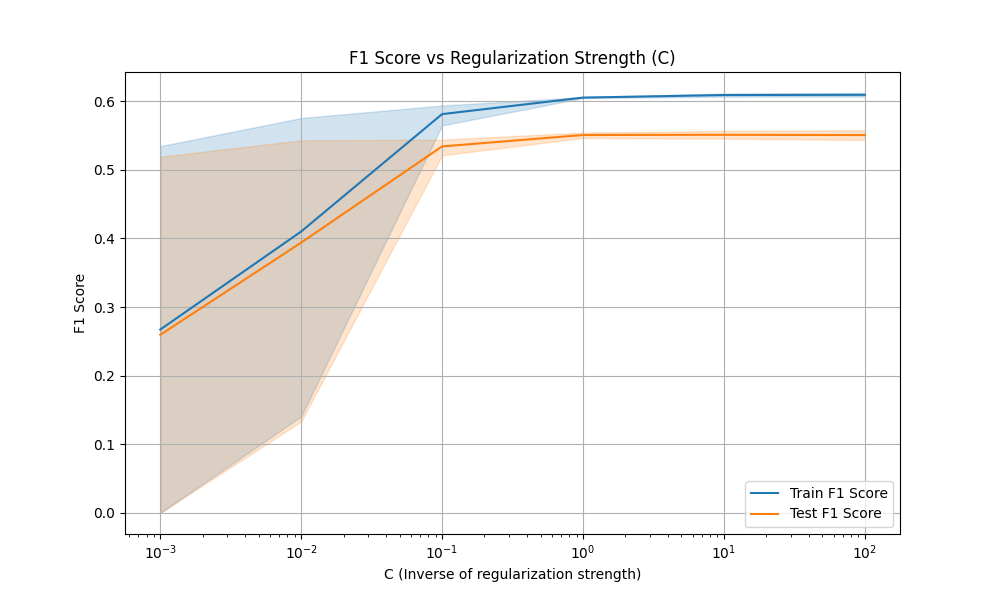 F1 Score vs Regularization Strength (C)
F1 Score
0.6
0.5
0.4
0.3
0.2
0.1
0.0
10⁻³ 10⁻² 10⁻¹ 10⁰ 10¹ 10²
C (Inverse of regularization strength)
Train F1 Score
Test F1 Score